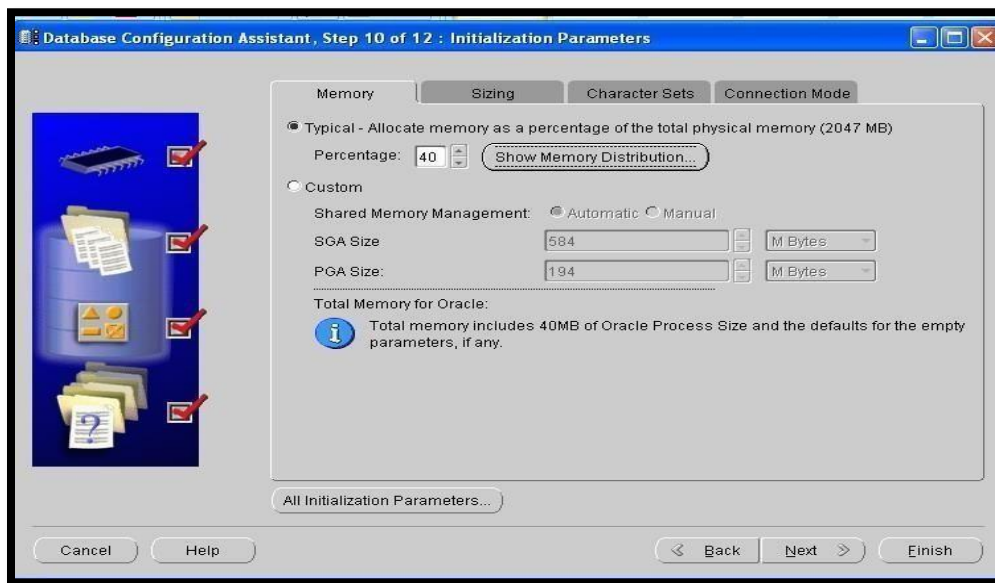 Database Configuration Assistant, Step 10 of 12 : Initialization Parameters
Memory Sizing Character Sets Connection Mode
Typical - Allocate memory as a percentage of the total physical memory (2047 MB)
Percentage: 40 Show Memory Distribution...
Custom
Shared Memory Management: Automatic Manual
SGA Size 584 M Bytes
PGA Size: 194 M Bytes
Total Memory for Oracle:
Total memory includes 40MB of Oracle Process Size and the defaults for the empty
parameters, if any.
All Initialization Parameters...
Cancel Help Back Next Finish